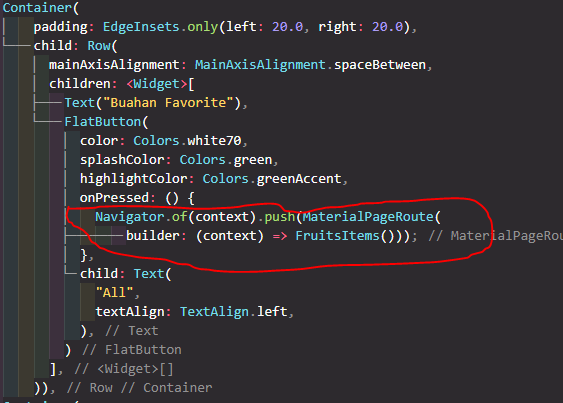 Container(
padding: EdgeInsets.only(left: 20.0, right: 20.0),
child: Row(
mainAxisAlignment: MainAxisAlignment.spaceBetween,
children: <Widget>[
Text("Buahan Favorite"),
FlatButton(
color: Colors.white70,
splashColor: Colors.green,
highlightColor: Colors.greenAccent,
onPressed: () {
Navigator.of(context).push(MaterialPageRoute(
builder: (context) => FruitsItems())); // MaterialPageRou
},
child: Text(
"All",
textAlign: TextAlign.left,
), // Text
) // FlatButton
], // <Widget>[]
)), // Row // Container